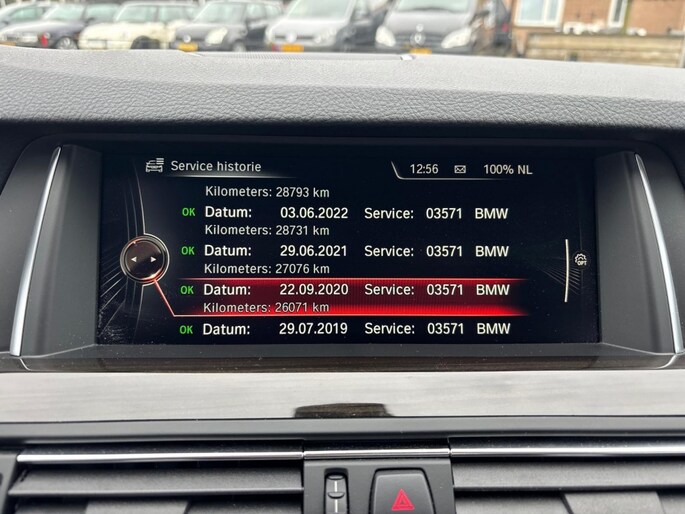 Service historie 12:56 100% NL
Kilometers: 28793 km
OK Datum: 03.06.2022 Service: 03571 BMW
Kilometers: 28731 km
OK Datum: 29.06.2021 Service: 03571 BMW
Kilometers: 27076 km
OK Datum: 22.09.2020 Service: 03571 BMW
Kilometers: 26071 km
OK Datum: 29.07.2019 Service: 03571 BMW
OPT